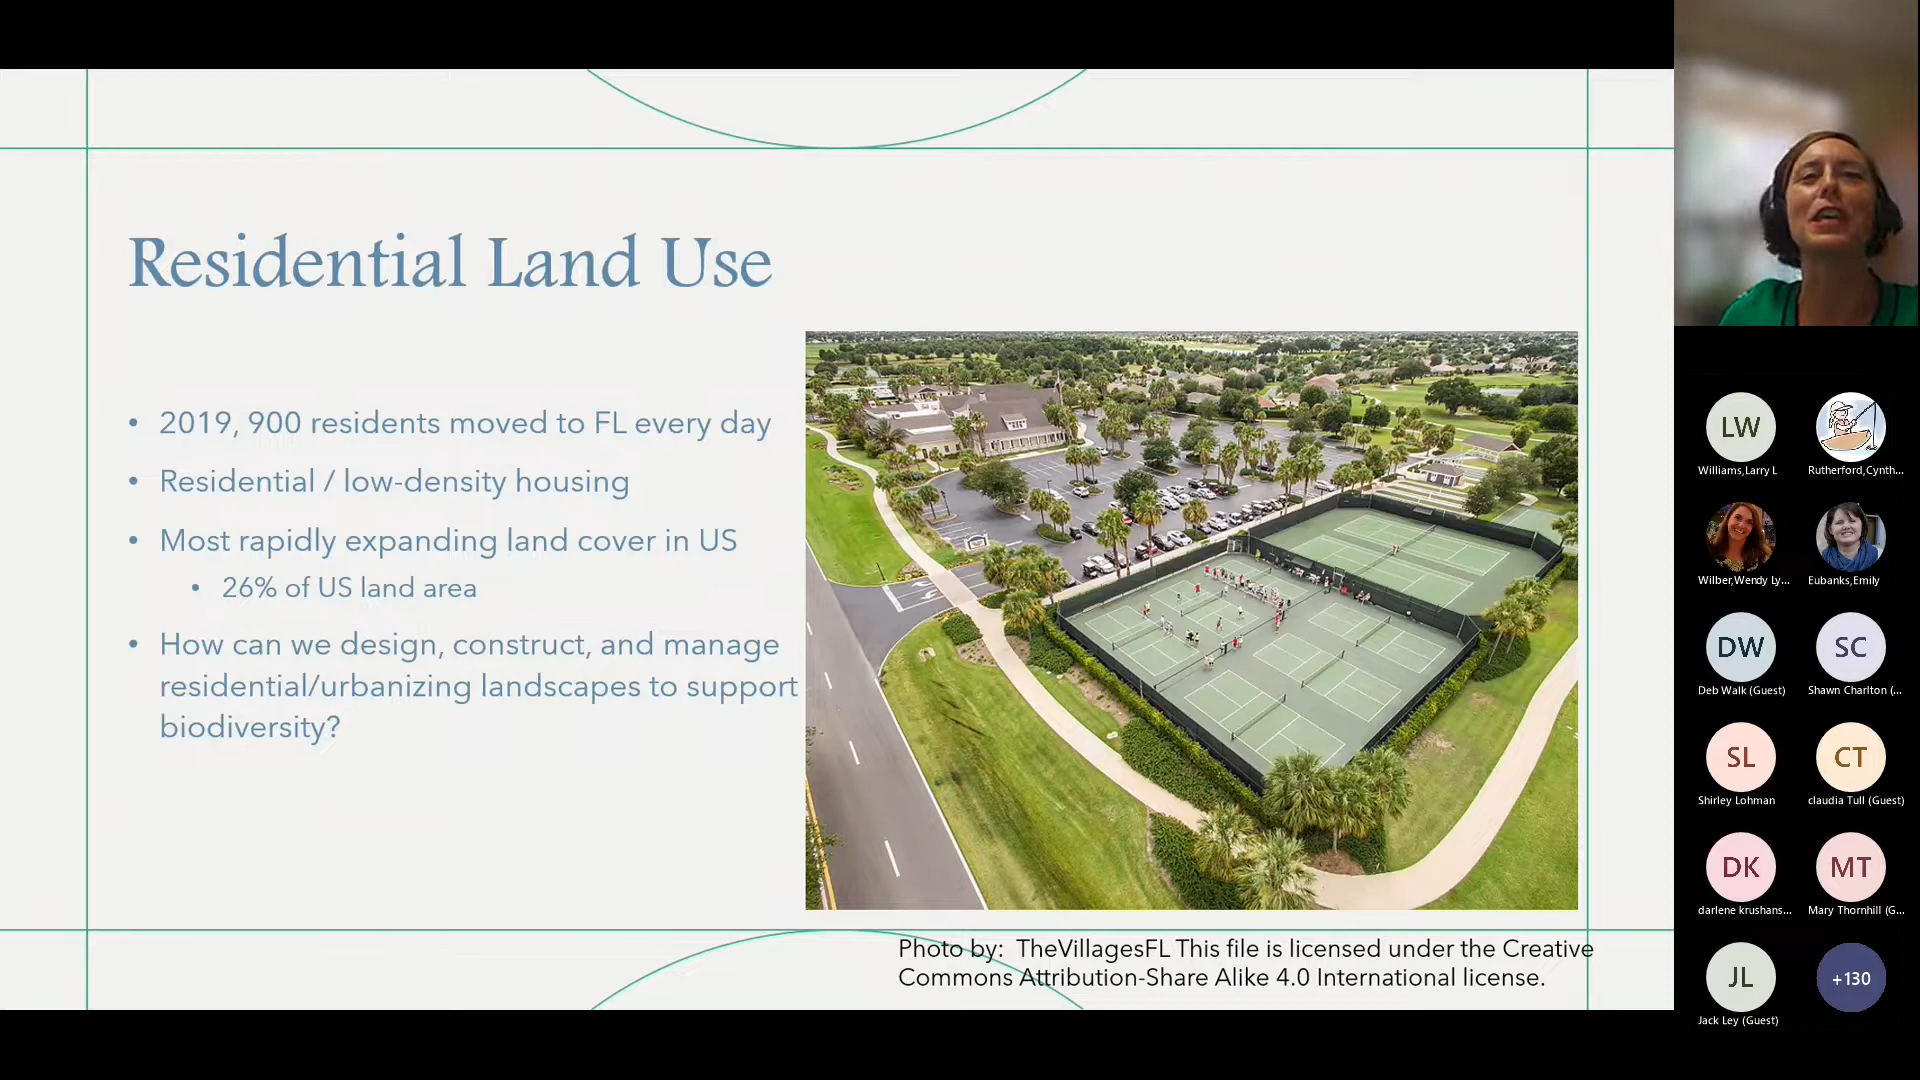 Residential Land Use
• 2019, 900 residents moved to FL every day
• Residential / low-density housing
• Most rapidly expanding land cover in US
• 26% of US land area
• How can we design, construct, and manage
residential/urbanizing landscapes to support
biodiversity?
Photo by: TheVillagesFL This file is licensed under the Creative
Commons Attribution-Share Alike 4.0 International license.
LW
Williams,Larry L
Rutherford,Cynth...
Wilber,Wendy Ly...
Eubanks,Emily
DW
Deb Walk (Guest)
SC
Shawn Charlton (...
SL
Shirley Lohman
CT
claudia Tull (Guest)
DK
darlene krushans...
MT
Mary Thornhill (G...
JL
Jack Ley (Guest)
+130